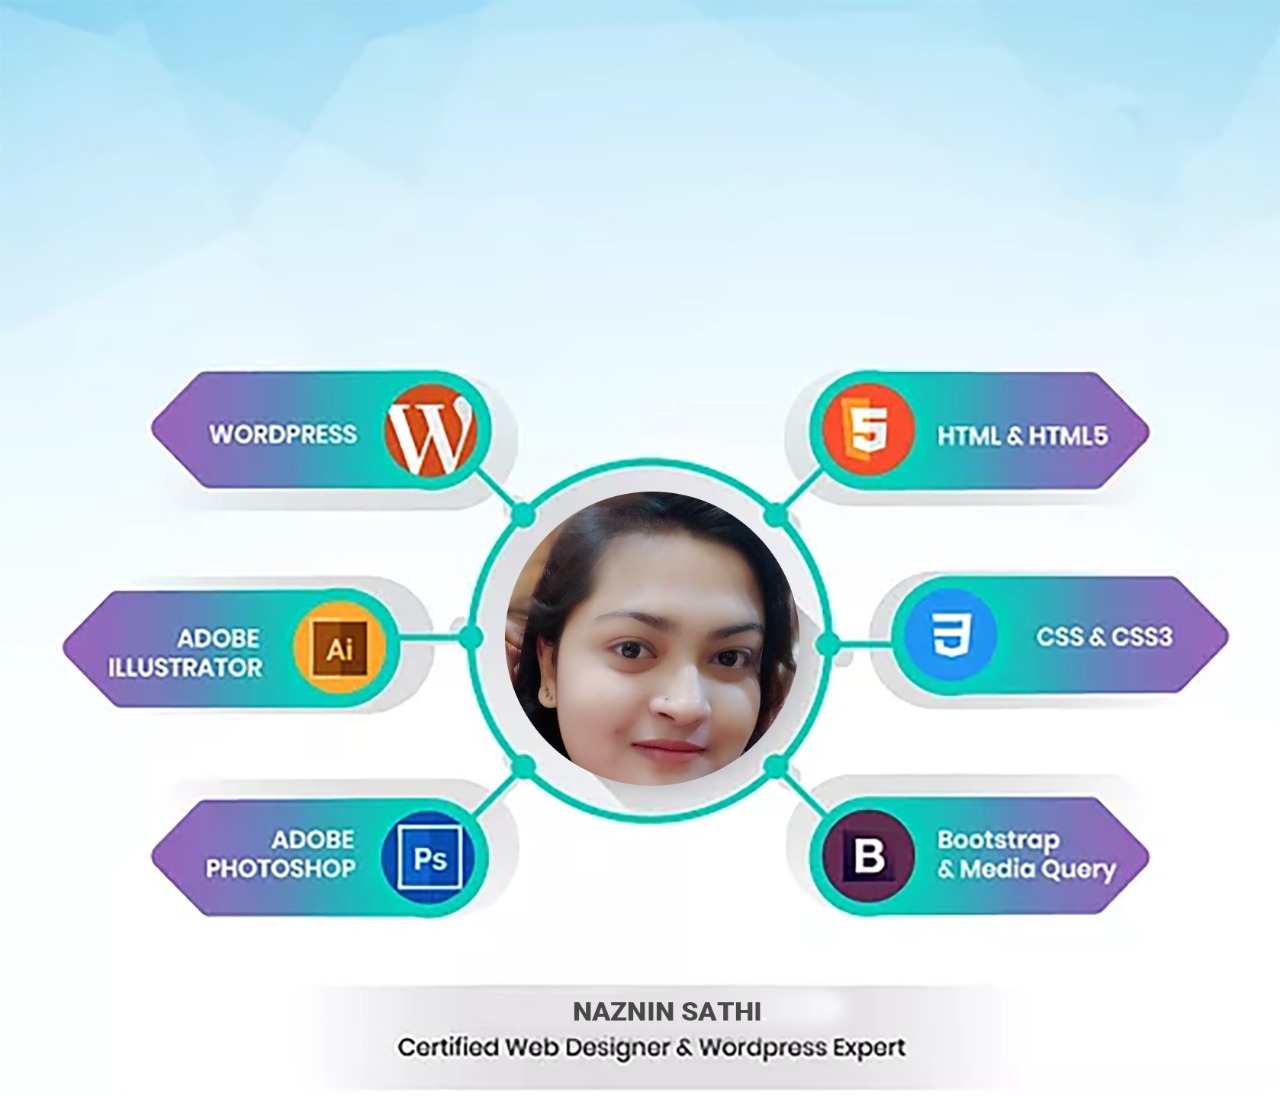 WORDPRESS
HTML & HTML5
ADOBE
ILLUSTRATOR
Ai
CSS & CSS3
ADOBE
PHOTOSHOP
Ps
B
Bootstrap
& Media Query
NAZNIN SATHI
Certified Web Designer & Wordpress Expert